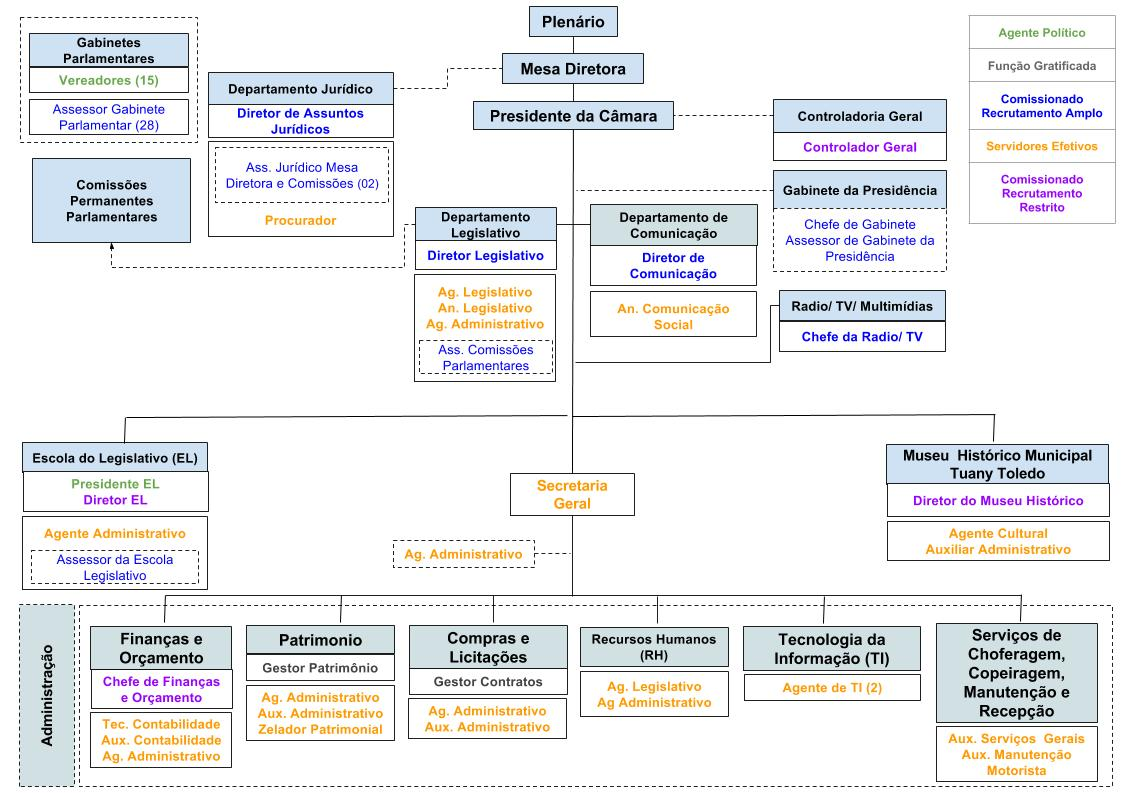 Plenário
Mesa Diretora
Presidente da Câmara
Gabinetes
Parlamentares
Vereadores (15)
Assessor Gabinete
Parlamentar (28)
Comissões
Permanentes
Parlamentares
Departamento Jurídico
Diretor de Assuntos
Jurídicos
Ass. Jurídico Mesa
Diretora e Comissões (02)
Procurador
Departamento
Legislativo
Diretor Legislativo
Ag. Legislativo
An. Legislativo
Ag. Administrativo
Ass. Comissões
Parlamentares
Departamento de
Comunicação
Diretor de
Comunicação
An. Comunicação
Social
Controladoria Geral
Controlador Geral
Gabinete da Presidência
Chefe de Gabinete
Assessor de Gabinete da
Presidência
Radio/ TV/ Multimídias
Chefe da Radio/ TV
Agente Político
Função Gratificada
Comissionado
Recrutamento Amplo
Servidores Efetivos
Comissionado
Recrutamento
Restrito
Escola do Legislativo (EL)
Presidente EL
Diretor EL
Agente Administrativo
Assessor da Escola
Legislativo
Secretaria
Geral
Ag. Administrativo
Museu  Histórico Municipal
Tuany Toledo
Diretor do Museu Histórico
Agente Cultural
Auxiliar Administrativo
Administração
Finanças e
Orçamento
Chefe de Finanças
e Orçamento
Tec. Contabilidade
Aux. Contabilidade
Ag. Administrativo
Patrimonio
Gestor Patrimônio
Ag. Administrativo
Aux. Administrativo
Zelador Patrimonial
Compras e
Licitações
Gestor Contratos
Ag. Administrativo
Aux. Administrativo
Recursos Humanos
(RH)
Ag. Legislativo
Ag Administrativo
Tecnologia da
Informação (TI)
Agente de TI (2)
Serviços de
Choferagem,
Copeiragem,
Manutenção e
Recepção
Aux. Serviços  Gerais
Aux. Manutenção
Motorista